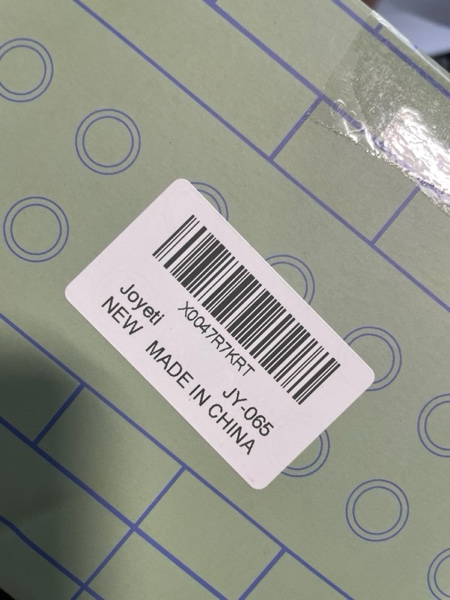 X0047R7KRT
Joyeti JY-065
NEW MADE IN CHINA